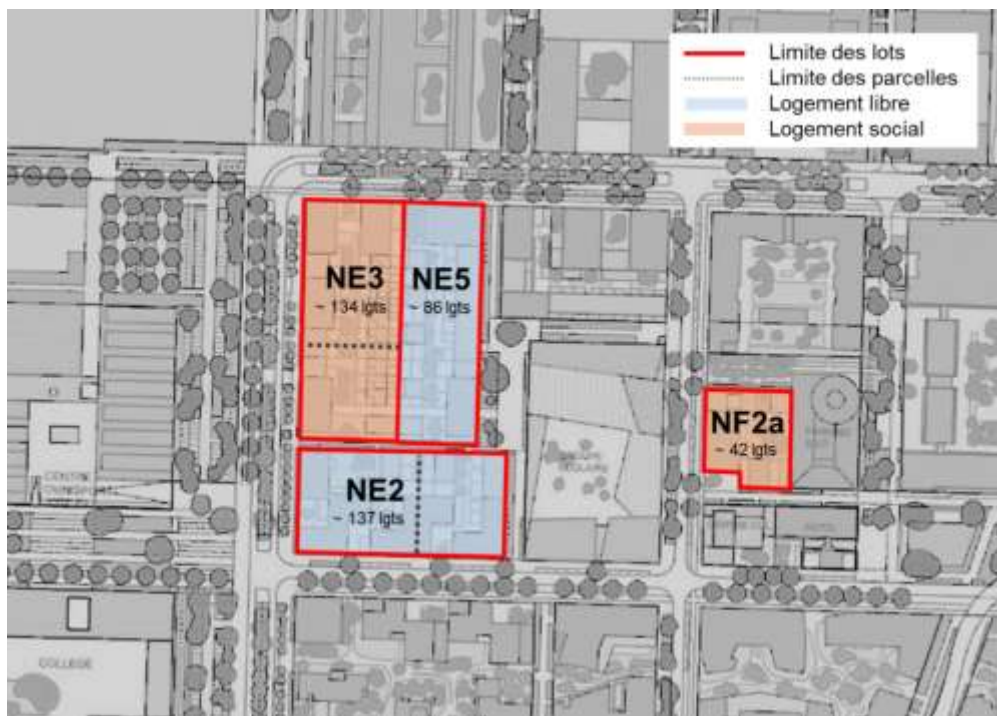 Limite des lots
Limite des parcelles
Logement libre
Logement social
NE3
~ 134 lgts
NE5
~ 86 lgts
NF2a
~ 42 lgts
NE2
~ 137 lgts
CENTRE
COLLEGE